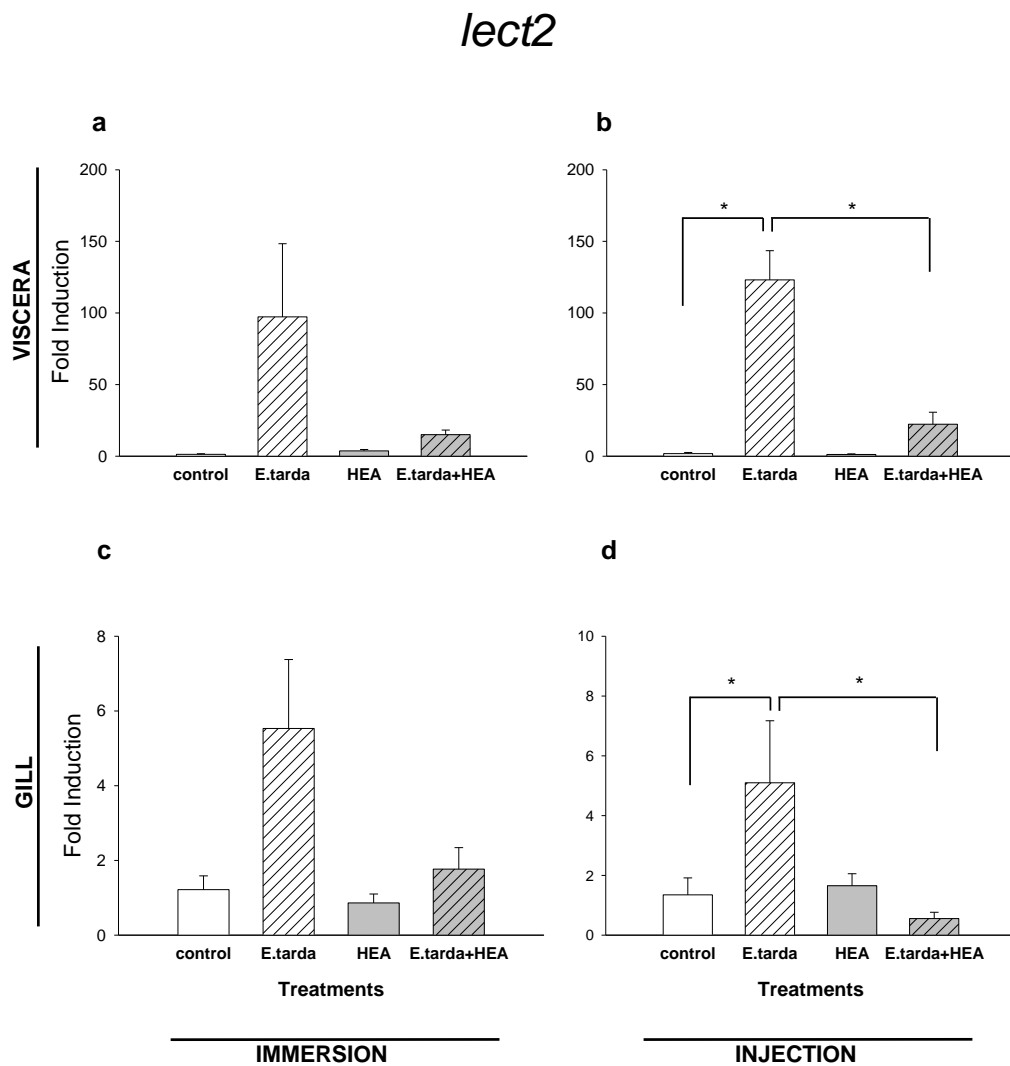 lect2
a
b
VISCERA
Fold Induction
200
150
100
50
0
control E.tarda HEA E.tarda+HEA
200
150
100
50
0
* *
control E.tarda HEA E.tarda+HEA
c
d
GILL
Fold Induction
8
6
4
2
0
control E.tarda HEA E.tarda+HEA
Treatments
10
8
6
4
2
0
* *
control E.tarda HEA E.tarda+HEA
Treatments
IMMERSION
INJECTION